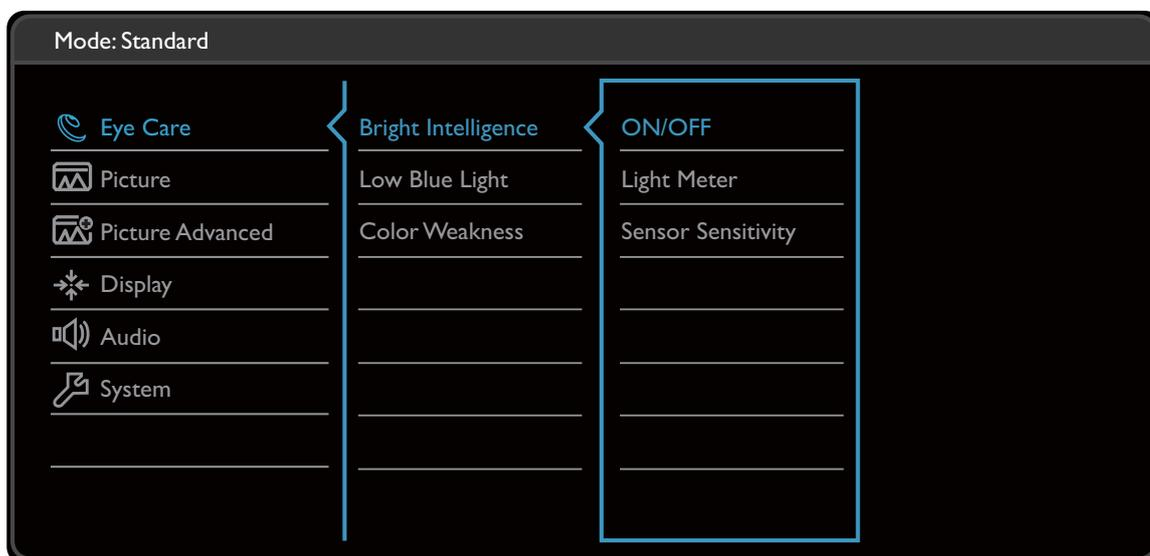 Mode: Standard
Eye Care
Picture
Picture Advanced
Display
Audio
System
Bright Intelligence
Low Blue Light
Color Weakness
ON/OFF
Light Meter
Sensor Sensitivity